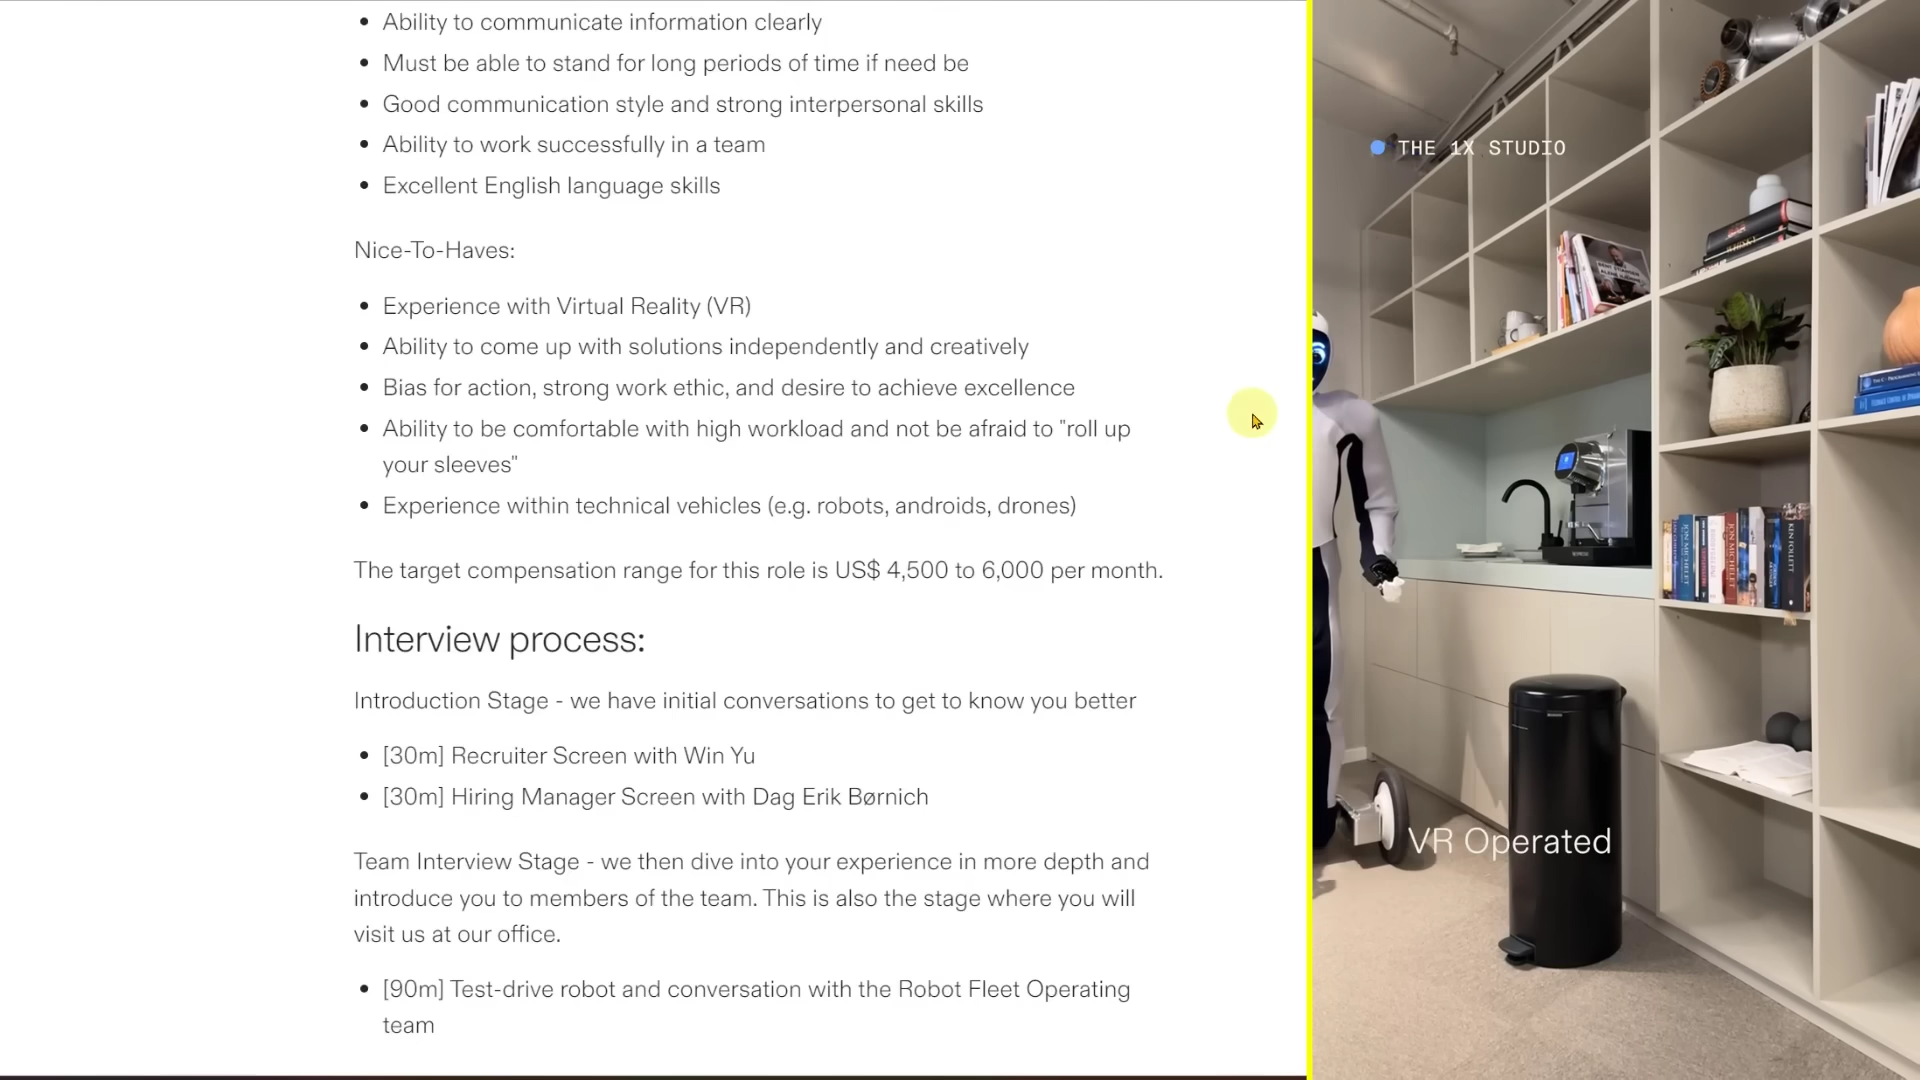 Ability to communicate information clearly
Must be able to stand for long periods of time if need be
Good communication style and strong interpersonal skills
Ability to work successfully in a team
Excellent English language skills
Nice-To-Haves:
Experience with Virtual Reality (VR)
Ability to come up with solutions independently and creatively
Bias for action, strong work ethic, and desire to achieve excellence
Ability to be comfortable with high workload and not be afraid to "roll up
your sleeves"
Experience within technical vehicles (e.g. robots, androids, drones)
The target compensation range for this role is US$ 4,500 to 6,000 per month.
Interview process:
Introduction Stage - we have initial conversations to get to know you better
[30m] Recruiter Screen with Win Yu
[30m] Hiring Manager Screen with Dag Erik Børnich
Team Interview Stage - we then dive into your experience in more depth and
introduce you to members of the team. This is also the stage where you will
visit us at our office.
[90m] Test-drive robot and conversation with the Robot Fleet Operating
team
THE 1X STUDIO
JON MICHELET
JON MICHELET
KEN FOLLETT
VR Operated